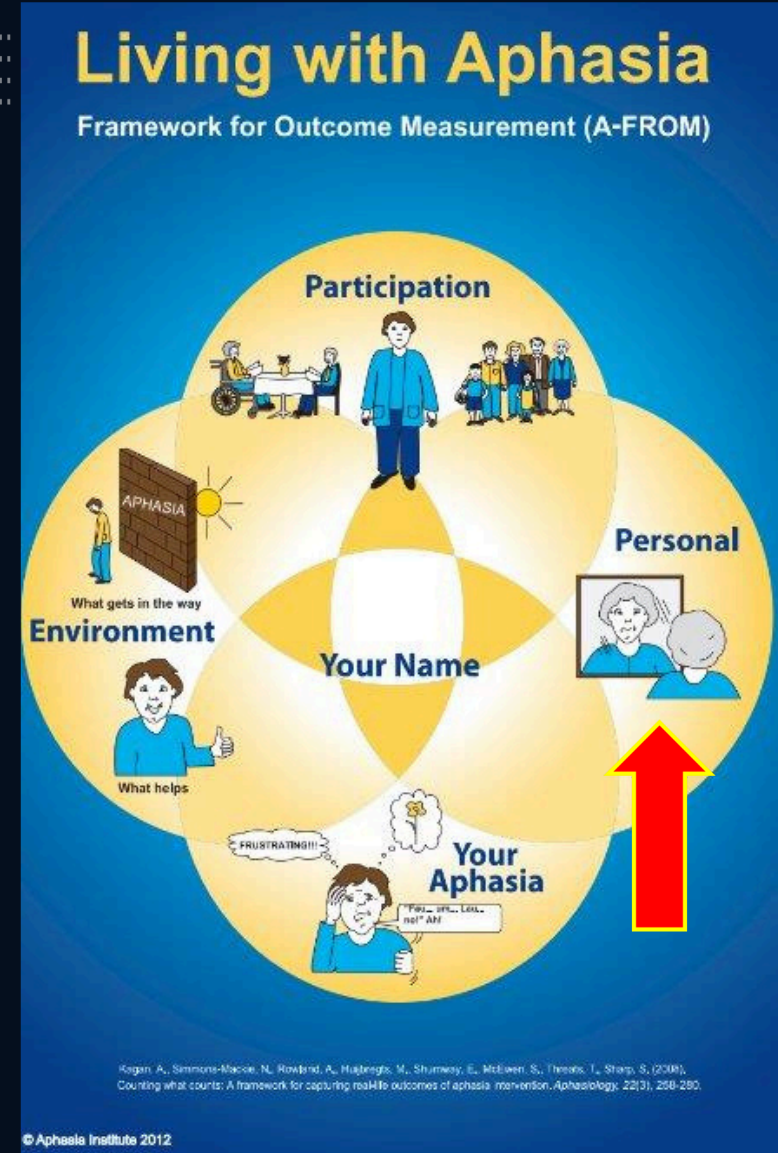 Living with Aphasia
Framework for Outcome Measurement (A-FROM)
Participation
APHASIA
What gets in the way
Environment
What helps
Personal
Your Name
FRUSTRATING!!!
Your
Aphasia
no!" Ah!
Kagan, A., Simmons-Mackie, N., Rowland, A., Huijbregts, M., Shumway, E., McEwen, S., Threats, T., Sharp, S, (2008),
Counting what counts: A framework for capturing real-life outcomes of aphasia intervention. Aphasiology, 22(3), 258-280.
© Aphasia Institute 2012